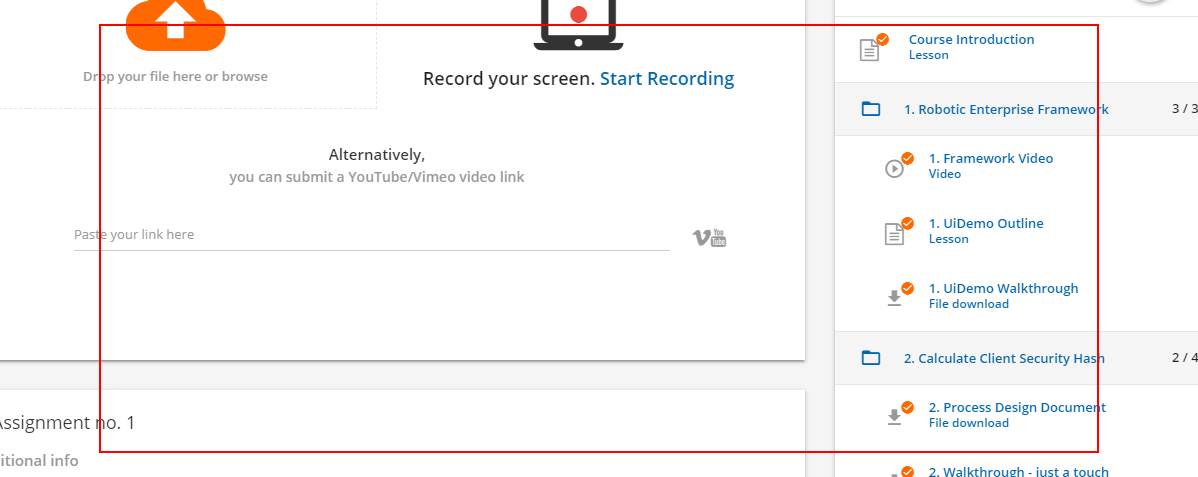 Drop your file here or browse
Record your screen. Start Recording
Alternatively,
you can submit a YouTube/Vimeo video link
Paste your link here
You
Tube
Assignment no. 1
itional info
Course Introduction
Lesson
1. Robotic Enterprise Framework
3 / 3
1. Framework Video
Video
1. UiDemo Outline
Lesson
1. UiDemo Walkthrough
File download
2. Calculate Client Security Hash
2 / 4
2. Process Design Document
File download
2. Walkthrough - just a touch